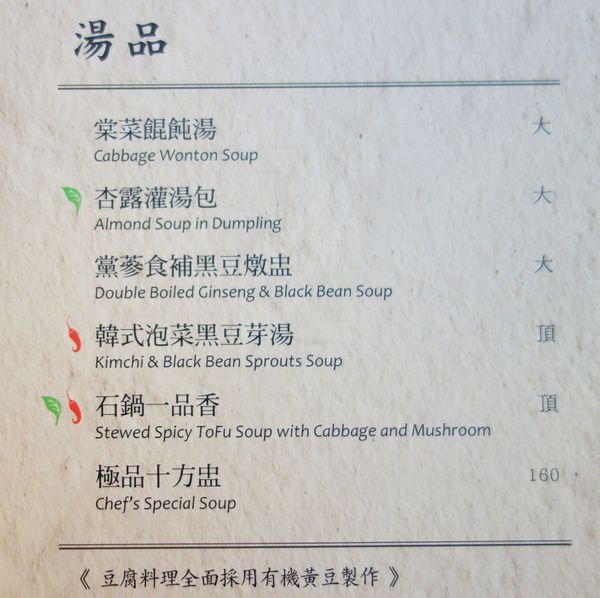 湯品
棠菜餛飩湯 大
Cabbage Wonton Soup
杏露灌湯包 大
Almond Soup in Dumpling
黨蔘食補黑豆燉盅 大
Double Boiled Ginseng & Black Bean Soup
韓式泡菜黑豆芽湯 頂
Kimchi & Black Bean Sprouts Soup
石鍋一品香 頂
Stewed Spicy ToFu Soup with Cabbage and Mushroom
極品十方盅 160
Chef's Special Soup
《 豆腐料理全面採用有機黃豆製作 》